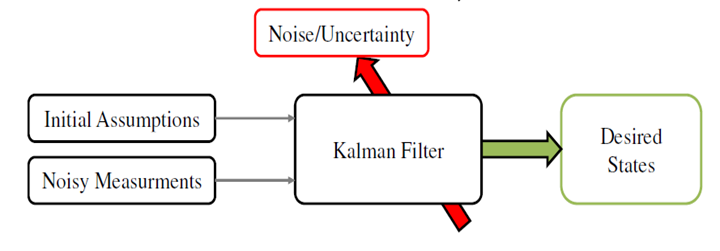 Noise/Uncertainty
Initial Assumptions
Noisy Measurments
Kalman Filter
Desired
States